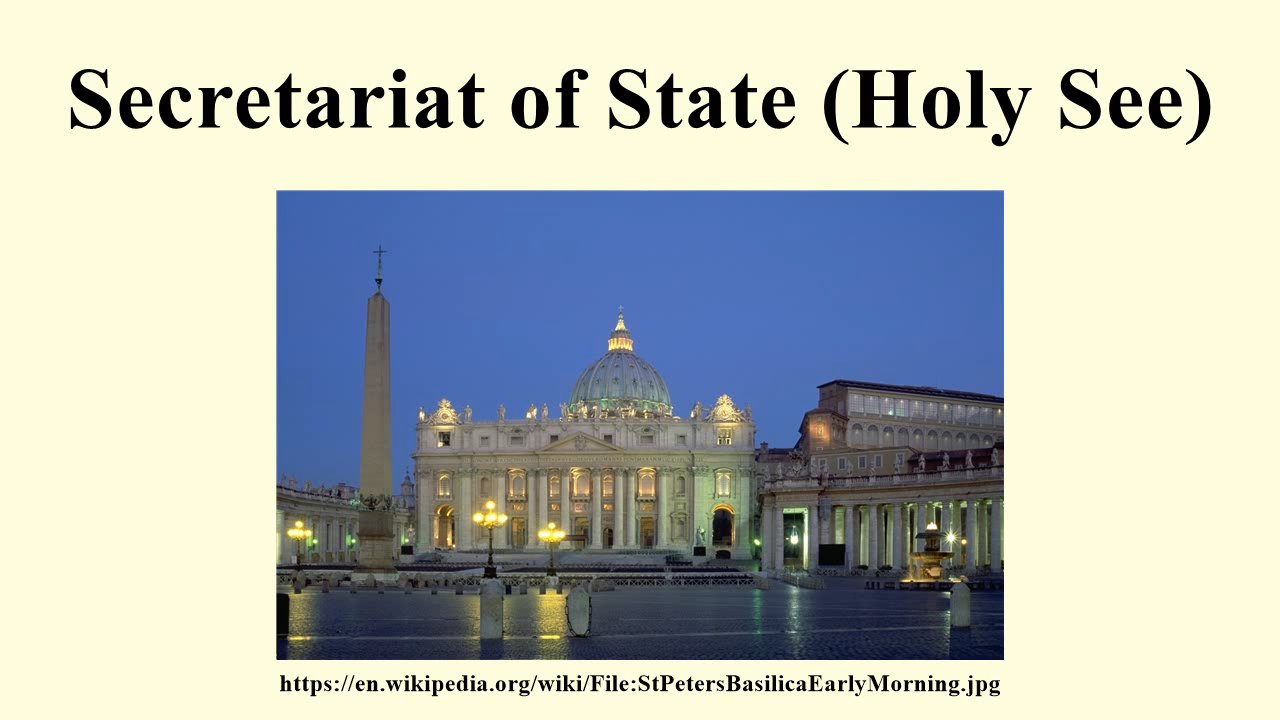 Secretariat of State (Holy See)
https://en.wikipedia.org/wiki/File:StPetersBasilicaEarlyMorning.jpg